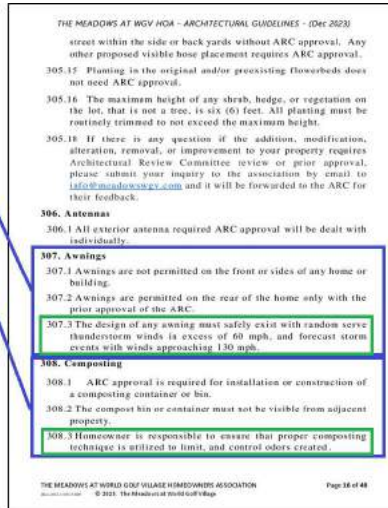 THE MEADOWS AT WGV HOA - ARCHITECTURAL GUIDELINES - (Dec 2023)
street within the side or back yards without ARC approval. Any
other proposed visible hose placement requires ARC approval.
305.15 Planting in the original and/or preexisting flowerbeds does
not need ARC approval.
305.16 The maximum height of any shrub, hedge, or vegetation on
the lot, that is not a tree, is six (6) feet. All planting must be
routinely trimmed to not exceed the maximum height.
305.18 If there is any question if the addition, modification,
alteration, removal, or improvement to your property requires
Architectural Review Committee review or prior approval,
please submit your inquiry to the association by email to
info@meadowswgv.com and it will be forwarded to the ARC for
their feedback.
306. Antennas
306.1 All exterior antenna required ARC approval will be dealt with
individually.
307. Awnings
307.1 Awnings are not permitted on the front or sides of any home or
building.
307.2 Awnings are permitted on the rear of the home only with the
prior approval of the ARC.
307.3 The design of any awning must safely exist with random serve
thunderstorm winds in excess of 60 mph, and forecast storm
events with winds approaching 130 mph.
308. Composting
308.1 ARC approval is required for installation or construction of
a composting container or bin.
308.2 The compost bin or container must not be visible from adjacent
property.
308.3 Homeowner is responsible to ensure that proper composting
technique is utilized to limit, and control odors created.
THE MEADOWS AT WORLD GOLF VILLAGE HOMEOWNERS ASSOCIATION
Page 38 of 48
© 2023. The Meadows at World Golf Village